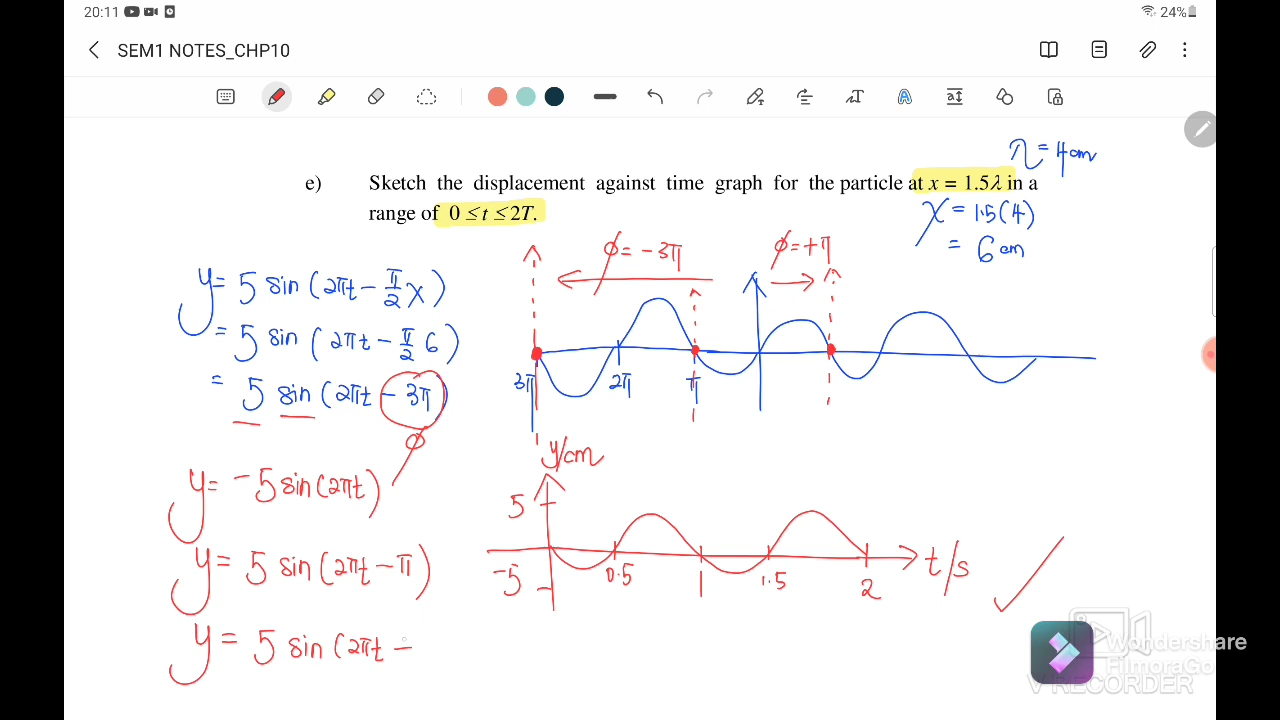 20:11
24%
SEM1 NOTES_CHP10
λ = 4cm
e) Sketch the displacement against time graph for the particle at x = 1.5λ in a
range of 0 ≤ t ≤ 2T.
x = 1.5(4)
= 6cm
y = 5 sin(2πt - π/2 x)
= 5 sin(2πt - π/2 6)
= 5 sin(2πt - 3π)
ϕ
y = -5 sin(2πt)
y = 5 sin(2πt - π)
y = 5 sin(2πt -
ϕ = -3π
ϕ = +π
3π 2π π
y/cm
5
-5
0.5 1 1.5 2
t/s
Wondershare
FilmoraGo
V RECORDER